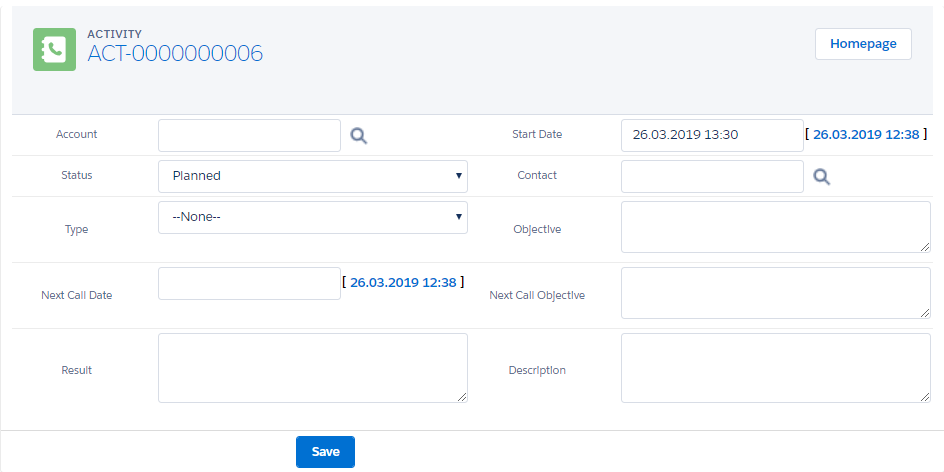 ACTIVITY
ACT-0000000006
Homepage
Account
Start Date 26.03.2019 13:30 [ 26.03.2019 12:38 ]
Status Planned
Contact
Type --None--
Objective
Next Call Date [ 26.03.2019 12:38 ]
Next Call Objective
Result
Description
Save